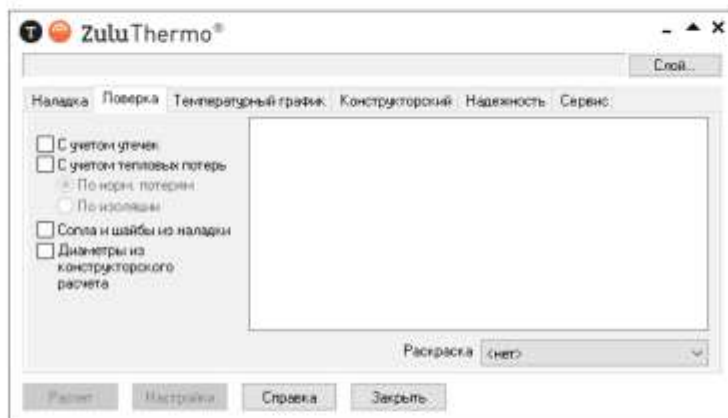 T ZuluThermo®
Слой...
Наладка Поверка Температурный график Конструкторский Надежность Сервис
С учетом утечек
С учетом тепловых потерь
По норм. потерям
По изоляции
Сопла и шайбы из наладки
Диаметры из
конструкторского
расчета
Раскраска <нет>
Расчет Настройки Справка Закрыть